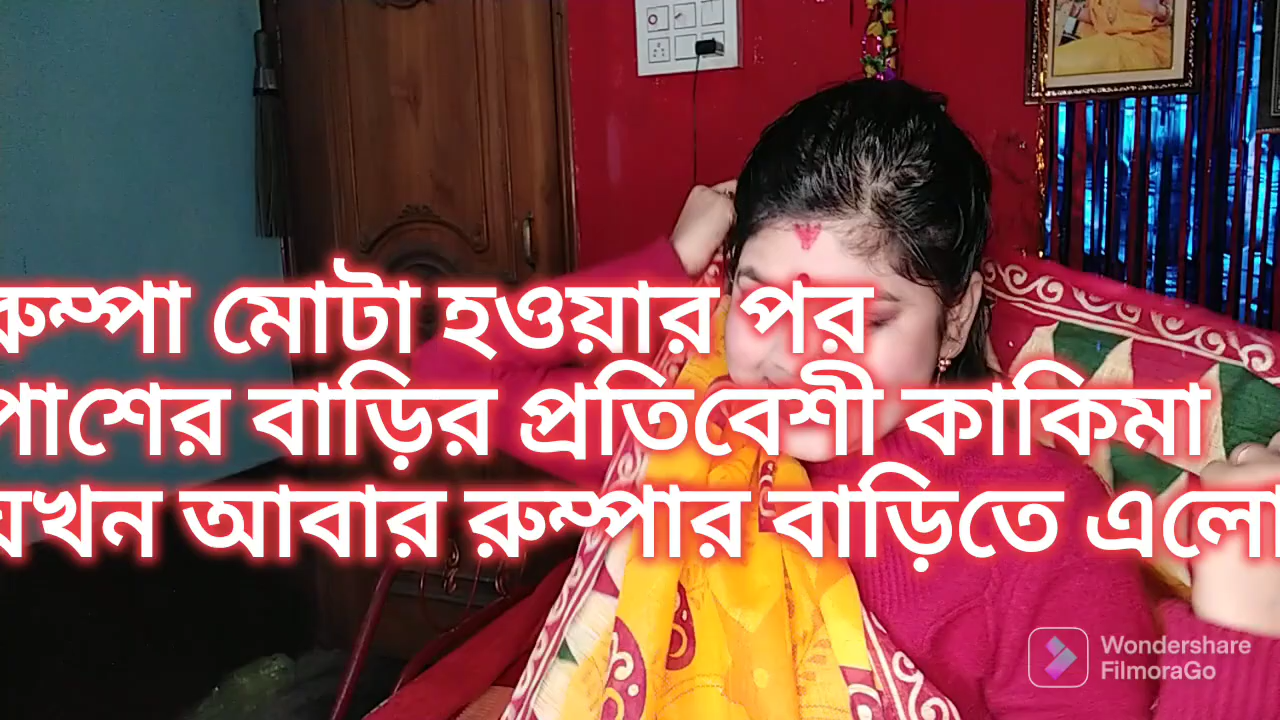 রুম্পা মোটা হওয়ার পর
পাশের বাড়ির প্রতিবেশী কাকিমা
যখন আবার রুম্পার বাড়িতে এলো
Wondershare
FilmoraGo